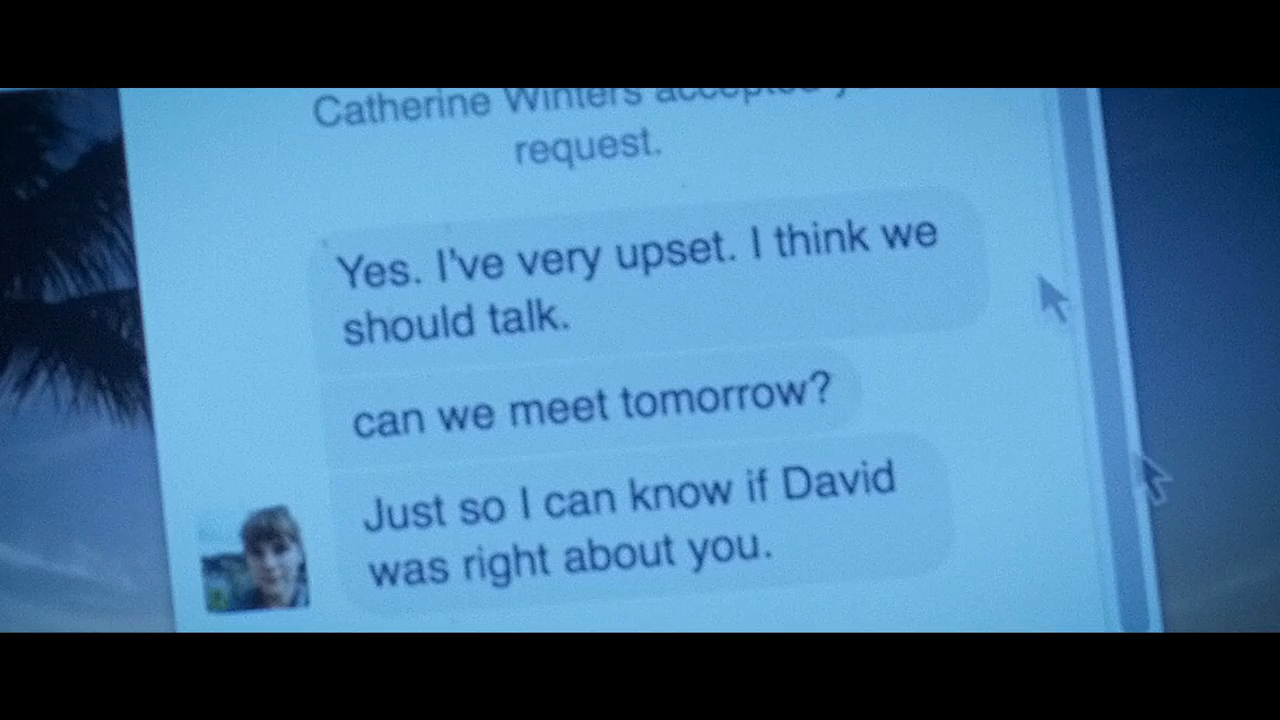 Catherine Winters accepted
request.
Yes. I've very upset. I think we
should talk.
can we meet tomorrow?
Just so I can know if David
was right about you.